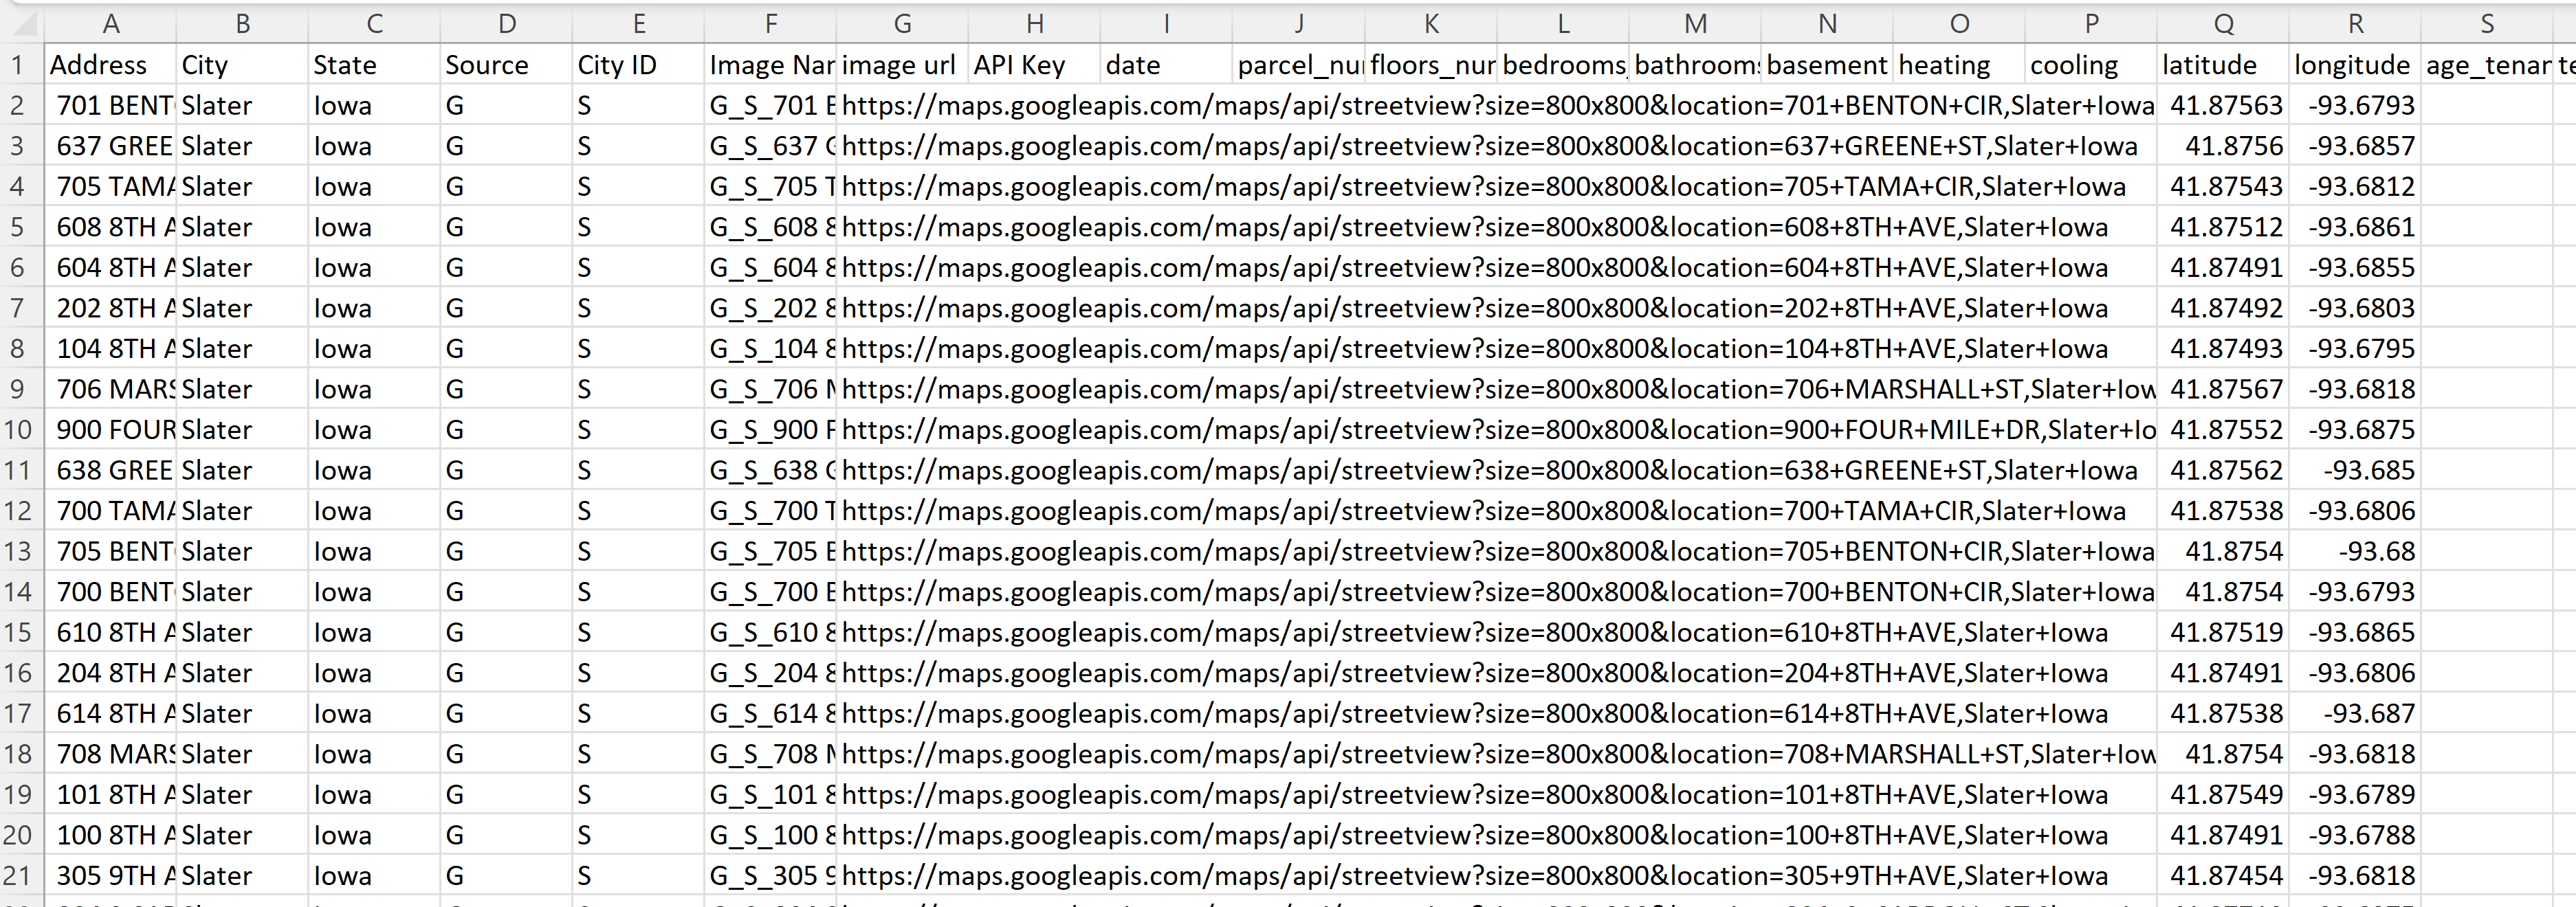 A B C D E F G H I J K L M N O P Q R S
1 Address City State Source City ID Image Nar image url API Key date parcel_nur floors_nur bedrooms_ bathrooms basement heating cooling latitude longitude age_tenan te
2 701 BENT Slater Iowa G S G_S_701 E https://maps.googleapis.com/maps/api/streetview?size=800x800&location=701+BENTON+CIR,Slater+Iowa 41.87563 -93.6793
3 637 GREE Slater Iowa G S G_S_637 G https://maps.googleapis.com/maps/api/streetview?size=800x800&location=637+GREENE+ST,Slater+Iowa 41.8756 -93.6857
4 705 TAMA Slater Iowa G S G_S_705 T https://maps.googleapis.com/maps/api/streetview?size=800x800&location=705+TAMA+CIR,Slater+Iowa 41.87543 -93.6812
5 608 8TH A Slater Iowa G S G_S_608 8 https://maps.googleapis.com/maps/api/streetview?size=800x800&location=608+8TH+AVE,Slater+Iowa 41.87512 -93.6861
6 604 8TH A Slater Iowa G S G_S_604 8 https://maps.googleapis.com/maps/api/streetview?size=800x800&location=604+8TH+AVE,Slater+Iowa 41.87491 -93.6855
7 202 8TH A Slater Iowa G S G_S_202 8 https://maps.googleapis.com/maps/api/streetview?size=800x800&location=202+8TH+AVE,Slater+Iowa 41.87492 -93.6803
8 104 8TH A Slater Iowa G S G_S_104 8 https://maps.googleapis.com/maps/api/streetview?size=800x800&location=104+8TH+AVE,Slater+Iowa 41.87493 -93.6795
9 706 MARS Slater Iowa G S G_S_706 M https://maps.googleapis.com/maps/api/streetview?size=800x800&location=706+MARSHALL+ST,Slater+Iow 41.87567 -93.6818
10 900 FOUR Slater Iowa G S G_S_900 F https://maps.googleapis.com/maps/api/streetview?size=800x800&location=900+FOUR+MILE+DR,Slater+Io 41.87552 -93.6875
11 638 GREE Slater Iowa G S G_S_638 G https://maps.googleapis.com/maps/api/streetview?size=800x800&location=638+GREENE+ST,Slater+Iowa 41.87562 -93.685
12 700 TAMA Slater Iowa G S G_S_700 T https://maps.googleapis.com/maps/api/streetview?size=800x800&location=700+TAMA+CIR,Slater+Iowa 41.87538 -93.6806
13 705 BENT Slater Iowa G S G_S_705 B https://maps.googleapis.com/maps/api/streetview?size=800x800&location=705+BENTON+CIR,Slater+Iowa 41.8754 -93.68
14 700 BENT Slater Iowa G S G_S_700 B https://maps.googleapis.com/maps/api/streetview?size=800x800&location=700+BENTON+CIR,Slater+Iowa 41.8754 -93.6793
15 610 8TH A Slater Iowa G S G_S_610 8 https://maps.googleapis.com/maps/api/streetview?size=800x800&location=610+8TH+AVE,Slater+Iowa 41.87519 -93.6865
16 204 8TH A Slater Iowa G S G_S_204 8 https://maps.googleapis.com/maps/api/streetview?size=800x800&location=204+8TH+AVE,Slater+Iowa 41.87491 -93.6806
17 614 8TH A Slater Iowa G S G_S_614 8 https://maps.googleapis.com/maps/api/streetview?size=800x800&location=614+8TH+AVE,Slater+Iowa 41.87538 -93.687
18 708 MARS Slater Iowa G S G_S_708 M https://maps.googleapis.com/maps/api/streetview?size=800x800&location=708+MARSHALL+ST,Slater+Iow 41.8754 -93.6818
19 101 8TH A Slater Iowa G S G_S_101 8 https://maps.googleapis.com/maps/api/streetview?size=800x800&location=101+8TH+AVE,Slater+Iowa 41.87549 -93.6789
20 100 8TH A Slater Iowa G S G_S_100 8 https://maps.googleapis.com/maps/api/streetview?size=800x800&location=100+8TH+AVE,Slater+Iowa 41.87491 -93.6788
21 305 9TH A Slater Iowa G S G_S_305 9 https://maps.googleapis.com/maps/api/streetview?size=800x800&location=305+9TH+AVE,Slater+Iowa 41.87454 -93.6818